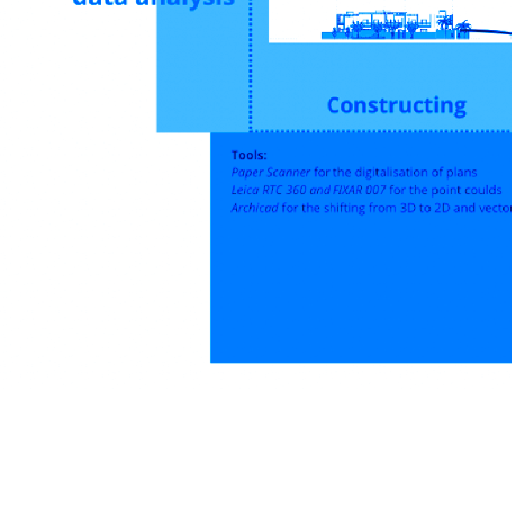 data analysis
Constructing
Tools:
Paper Scanner for the digitalisation of plans
Leica RTC 360 and FIXAR 007 for the point coulds
Archicad for the shifting from 3D to 2D and vector